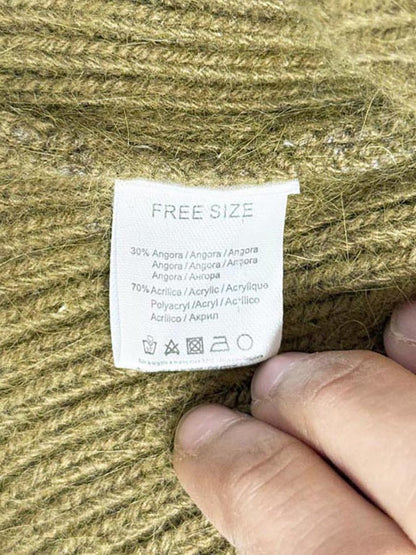 FREE SIZE
30% Angora / Angora / Angora
Angora / Angora / Angora
Angora / Ангора
70% Acrilica / Acrylic / Acrylique
Polyacryl / Acryl / Acrílico
Acrilico / Акрил